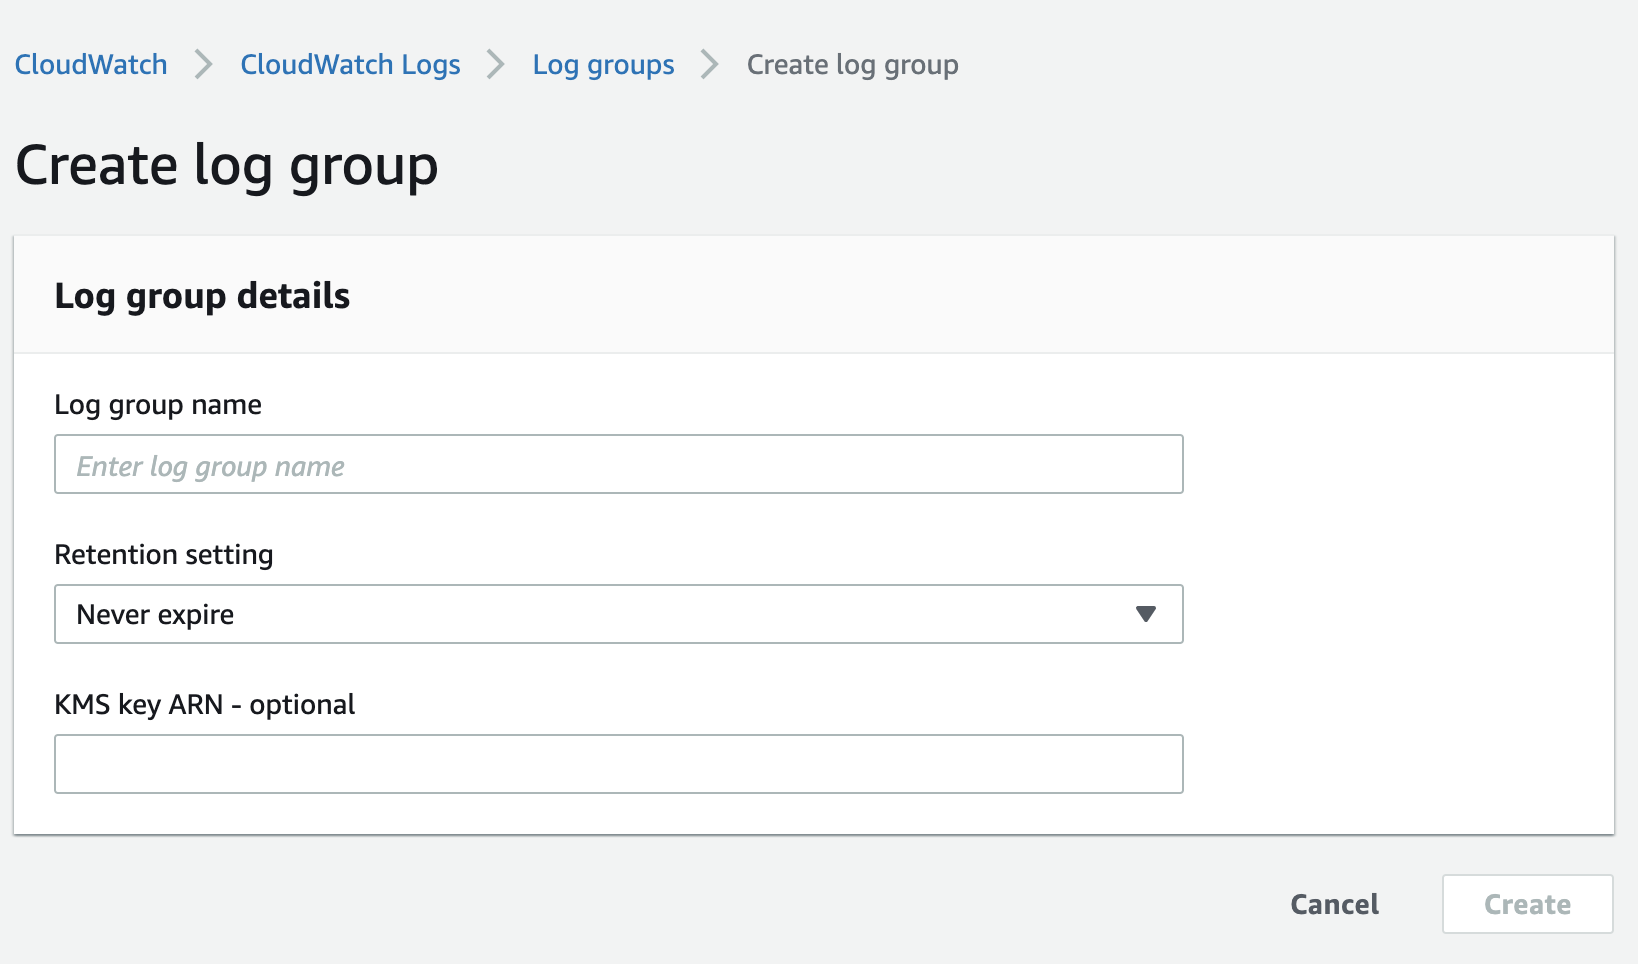 CloudWatch CloudWatch Logs Log groups Create log group
Create log group
Log group details
Log group name
Enter log group name
Retention setting
Never expire
KMS key ARN - optional
Cancel Create